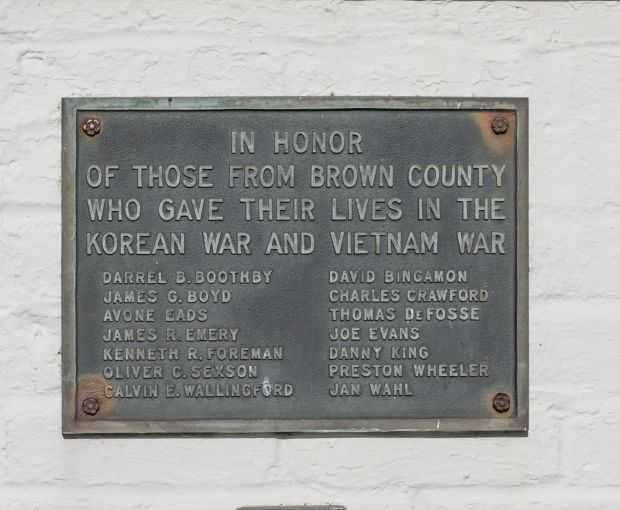 IN HONOR
OF THOSE FROM BROWN COUNTY
WHO GAVE THEIR LIVES IN THE
KOREAN WAR AND VIETNAM WAR
DARREL B. BOOTHBY
JAMES G. BOYD
AVONE EADS
JAMES R. EMERY
KENNETH R. FOREMAN
OLIVER C. SEXSON
CALVIN E. WALLINGFORD
DAVID BINGAMON
CHARLES CRAWFORD
THOMAS DeFOSSE
JOE EVANS
DANNY KING
PRESTON WHEELER
JAN WAHL